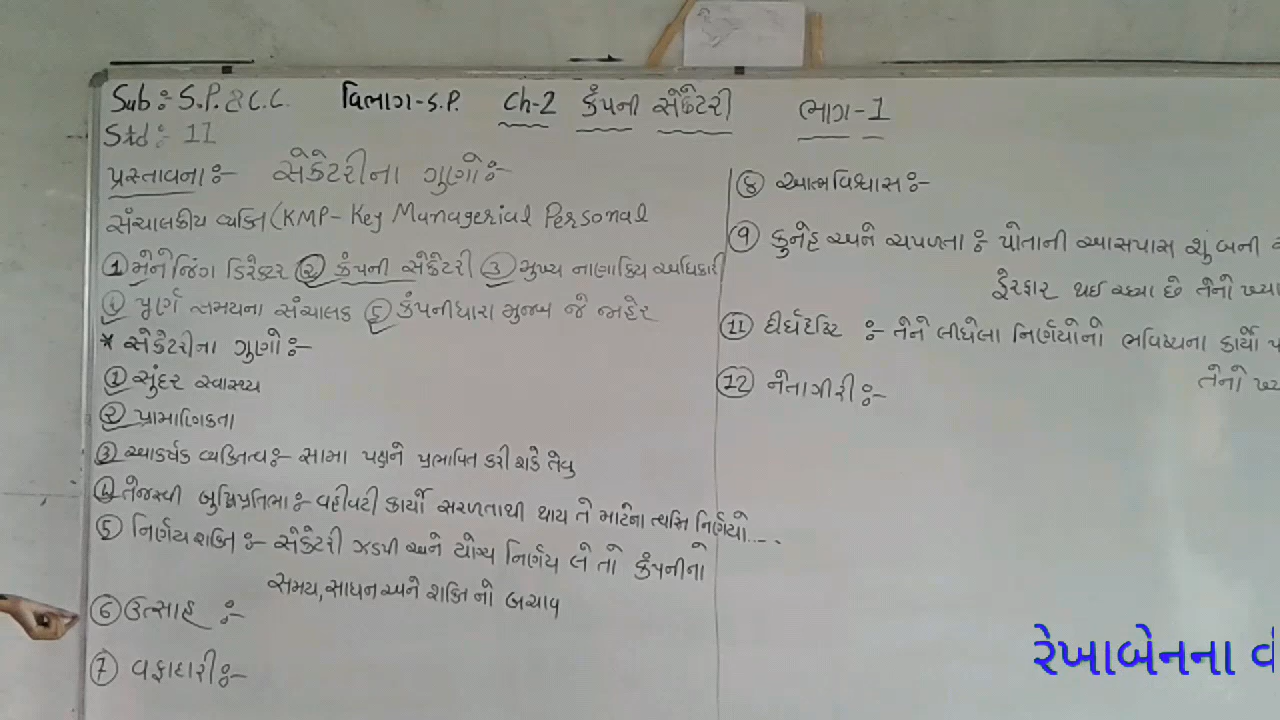 Sub:- S.P. & C.C. વિભાગ-S.P. Ch-2 કંપની સેક્રેટરી ભાગ-1
Std:- 11
પ્રસ્તાવના:- સેક્રેટરીના ગુણો:-
સંચાલકીય વ્યક્તિ (KMP- Key Managerial Personal
① મેનેજિંગ ડિરેક્ટર ② કંપની સેક્રેટરી ③ મુખ્ય નાણાકિય અધિકારી
④ પૂર્ણ સમયના સંચાલક ⑤ કંપનીધારા મુજબ જે જાહેર
* સેક્રેટરીના ગુણો:-
① સુંદર સ્વાસ્થ્ય
② પ્રામાણિકતા
③ આકર્ષક વ્યક્તિત્વ:- સામા પક્ષને પ્રભાવિત કરી શકે તેવુ
④ તેજસ્વી બુધ્ધિપ્રતિભા:- વહીવટી કાર્યો સરળતાથી થાય તે માટેના ત્વરિત નિર્ણયો....
⑤ નિર્ણયશક્તિ:- સેક્રેટરી ઝડપી અને યોગ્ય નિર્ણય લે તો કંપનીનો
સમય, સાધન અને શક્તિ નો બચાવ
⑥ ઉત્સાહ:-
⑦ વફાદારી:-
⑧ આત્મવિશ્વાસ:-
⑨ કુનેહ અને ચપળતા:- પોતાની આસપાસ શું બની
ફેરફાર થઈ રહ્યા છે તેનો
⑪ દીર્ઘદ્રષ્ટિ:- તેને લીધેલા નિર્ણયોનો ભવિષ્યના કાર્યો
તેનો
⑫ નેતાગીરી:-
રેખાબેનના